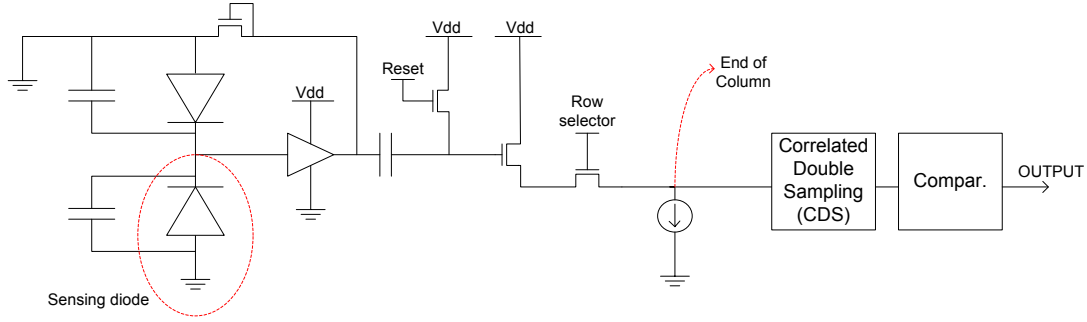 Vdd
Vdd
End of
Column
Reset
Vdd
Row
selector
Correlated
Double
Sampling
(CDS)
Compar.
OUTPUT
Sensing diode